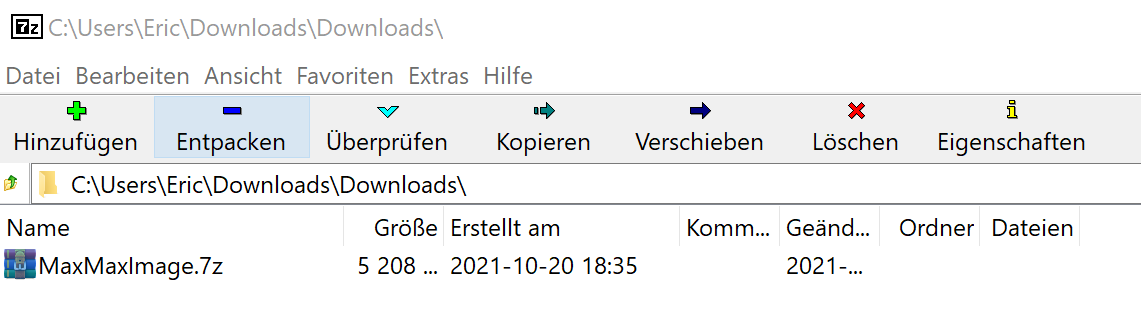 7z C:\Users\Eric\Downloads\Downloads\
Datei Bearbeiten Ansicht Favoriten Extras Hilfe
Hinzufügen Entpacken Überprüfen Kopieren Verschieben Löschen Eigenschaften
C:\Users\Eric\Downloads\Downloads\
Name Größe Erstellt am Komm... Geänd... Ordner Dateien
MaxMaxImage.7z 5 208 ... 2021-10-20 18:35 2021-...